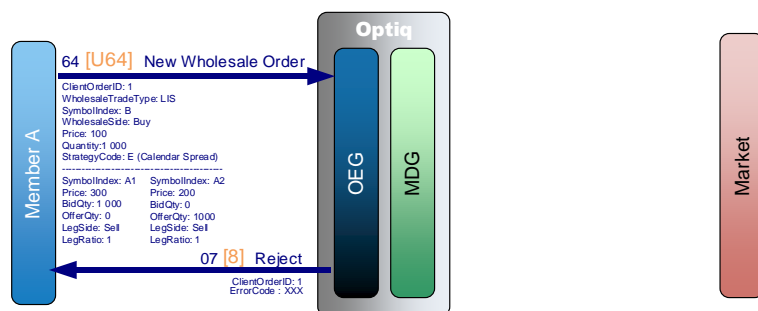 Optiq
64 [U64] New Wholesale Order
ClientOrderID: 1
WholesaleTradeType: LIS
SymbolIndex: B
WholesaleSide: Buy
Price: 100
Quantity:1 000
StrategyCode: E (Calendar Spread)
--------------------------------------------
SymbolIndex: A1 SymbolIndex: A2
Price: 300 Price: 200
BidQty: 1 000 BidQty: 0
OfferQty: 0 OfferQty: 1000
LegSide: Sell LegSide: Sell
LegRatio: 1 LegRatio: 1
07 [8] Reject
ClientOrderID: 1
ErrorCode : XXX
Member A
OEG
MDG
Market